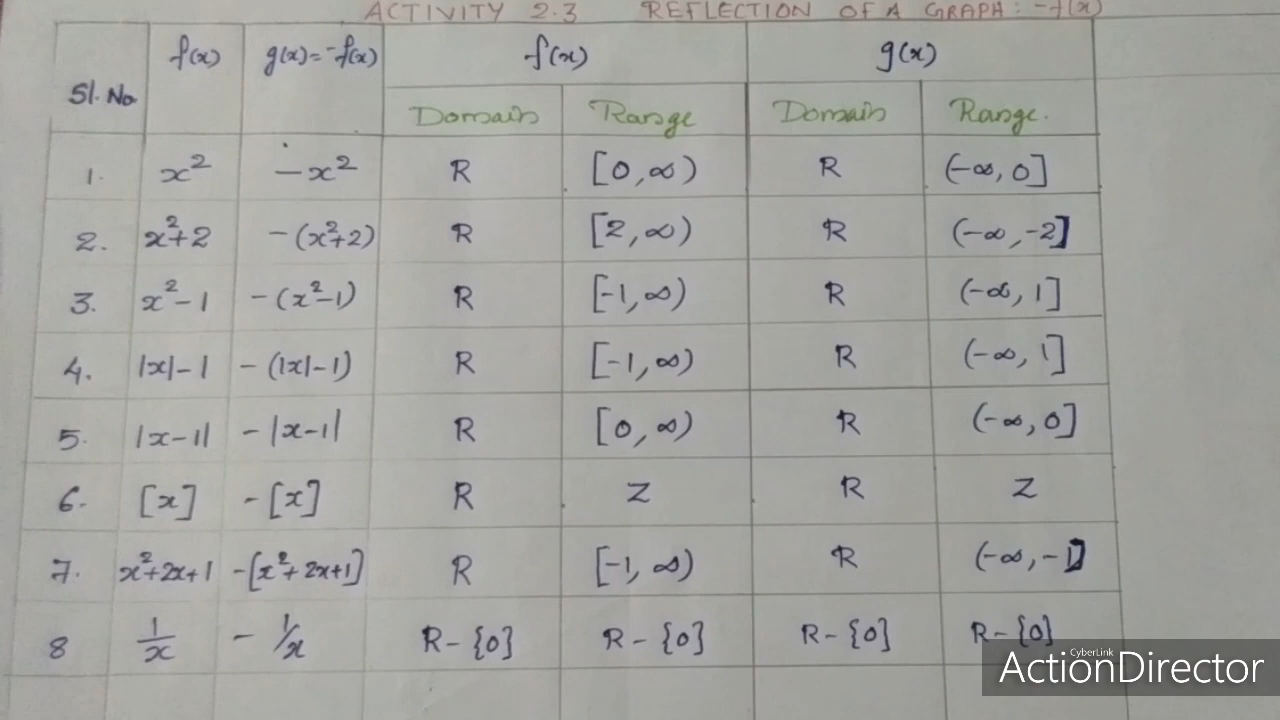 ACTIVITY 2.3 REFLECTION OF A GRAPH: -f(x)
Sl. No f(x) g(x)=-f(x) f(x) g(x)
Domain Range Domain Range.
1. x² -x² R [0,∞) R (-∞,0]
2. x²+2 -(x²+2) R [2,∞) R (-∞,-2]
3. x²-1 -(x²-1) R [-1,∞) R (-∞,1]
4. |x|-1 -(|x|-1) R [-1,∞) R (-∞,1]
5. |x-1| -|x-1| R [0,∞) R (-∞,0]
6. [x] -[x] R Z R Z
7. x²+2x+1 -[x²+2x+1] R [-1,∞) R (-∞,-1]
8 1/x -1/x R-{0} R-{0} R-{0} R-{0}
CyberLink
ActionDirector